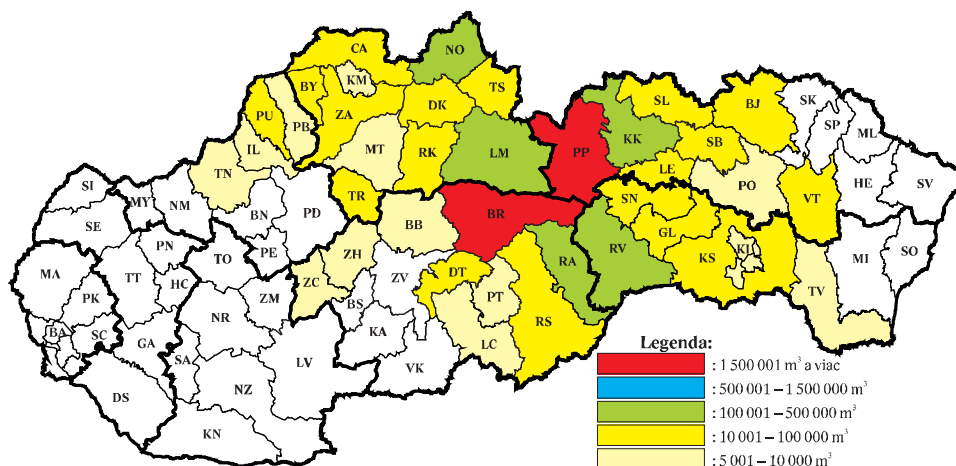 CA
NO
KM
BY
TS
ZA
DK
PU
PB
SL
BJ
SK
SP
ML
KK
SB
IL
MT
RK
LM
PP
LE
PO
HE
SV
TN
VT
SI
MY
NM
TR
BR
SN
SE
BN
PD
BB
GL
PN
PE
ZH
RV
KS
KI
MI
SO
MA
TT
TO
DT
RA
HC
ZC
ZV
PT
TV
PK
ZM
BS
NR
RS
BA
SC
GA
KA
LC
SA
LV
VK
DS
NZ
KN
Legenda:
: 1 500 001 m³ a viac
: 500 001 – 1 500 000 m³
: 100 001 – 500 000 m³
: 10 001 – 100 000 m³
: 5 001 – 10 000 m³